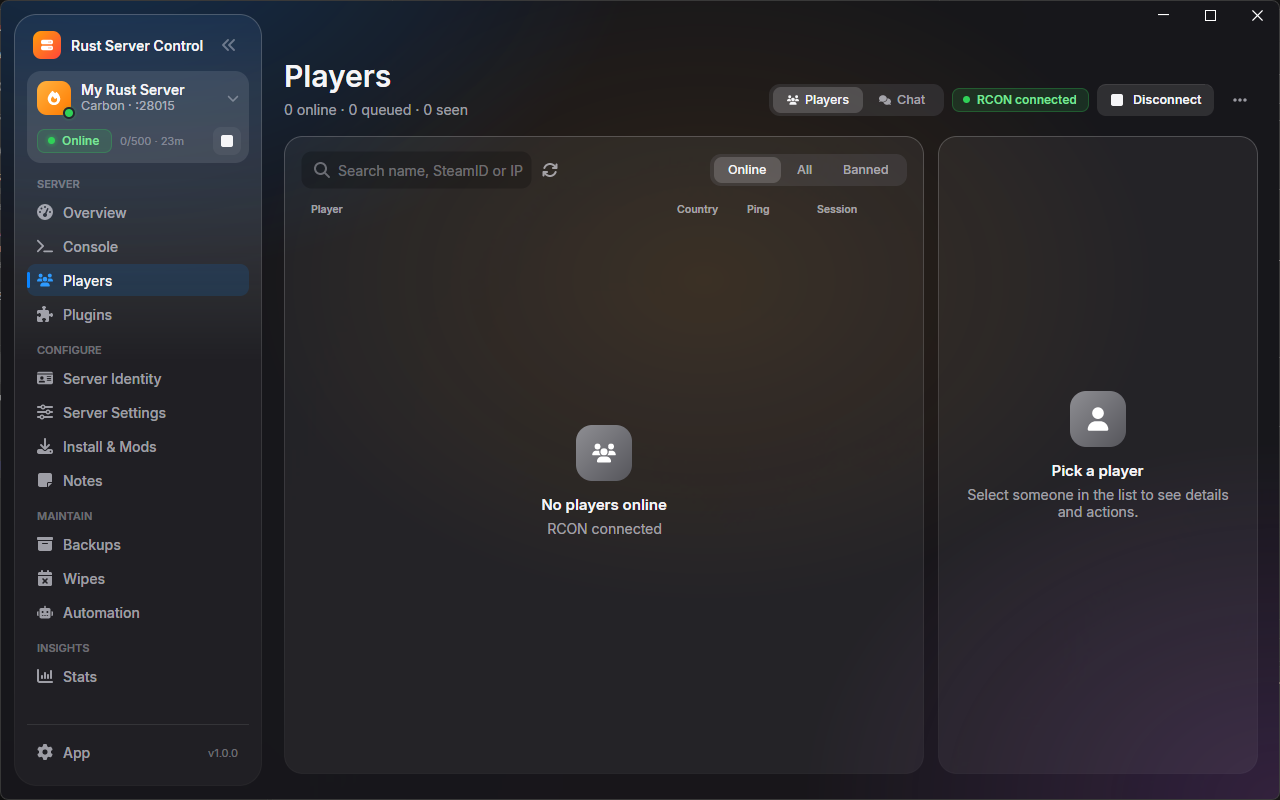 Rust Server Control
My Rust Server
Carbon · :28015
Online
0/500 · 23m
SERVER
Overview
Console
Players
Plugins
CONFIGURE
Server Identity
Server Settings
Install & Mods
Notes
MAINTAIN
Backups
Wipes
Automation
INSIGHTS
Stats
App
v1.0.0
Players
0 online · 0 queued · 0 seen
Players
Chat
RCON connected
Disconnect
Search name, SteamID or IP
Online
All
Banned
Player
Country
Ping
Session
No players online
RCON connected
Pick a player
Select someone in the list to see details
and actions.